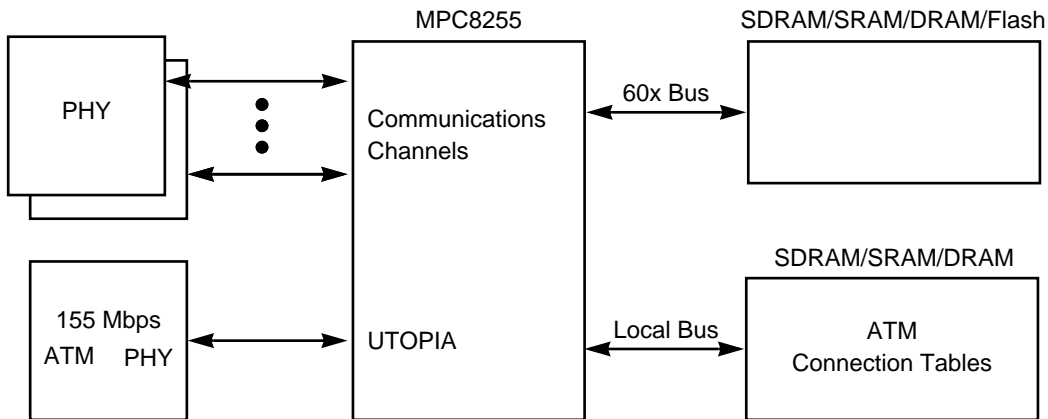 MPC8255
SDRAM/SRAM/DRAM/Flash
PHY
60x Bus
Communications
Channels
SDRAM/SRAM/DRAM
155 Mbps
ATM PHY
UTOPIA
Local Bus
ATM
Connection Tables